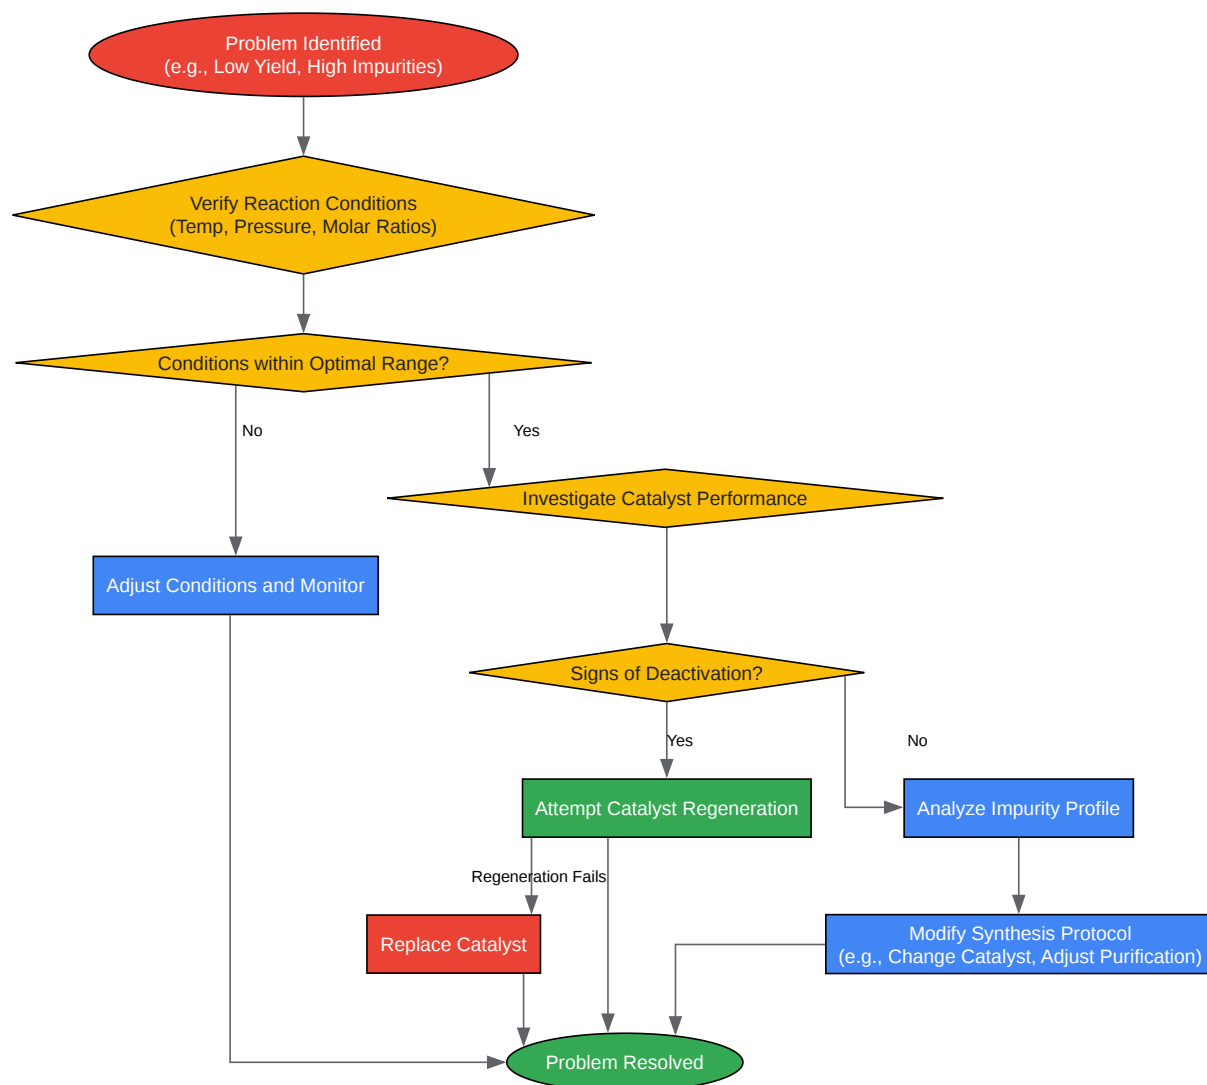 Problem Identified
(e.g., Low Yield, High Impurities)
Verify Reaction Conditions
(Temp, Pressure, Molar Ratios)
Conditions within Optimal Range?
No
Yes
Investigate Catalyst Performance
Adjust Conditions and Monitor
Signs of Deactivation?
Yes
No
Attempt Catalyst Regeneration
Analyze Impurity Profile
Regeneration Fails
Replace Catalyst
Modify Synthesis Protocol
(e.g., Change Catalyst, Adjust Purification)
Problem Resolved